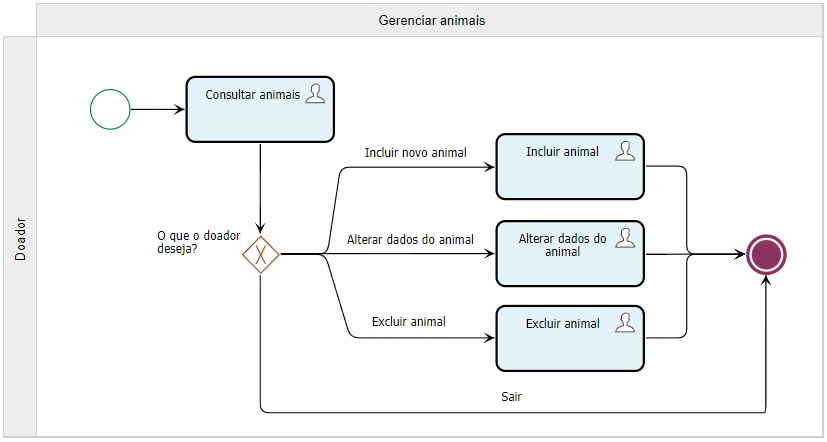 Gerenciar animais
Doador
Consultar animais
O que o doador
deseja?
Incluir novo animal
Incluir animal
Alterar dados do animal
Alterar dados do
animal
Excluir animal
Excluir animal
Sair